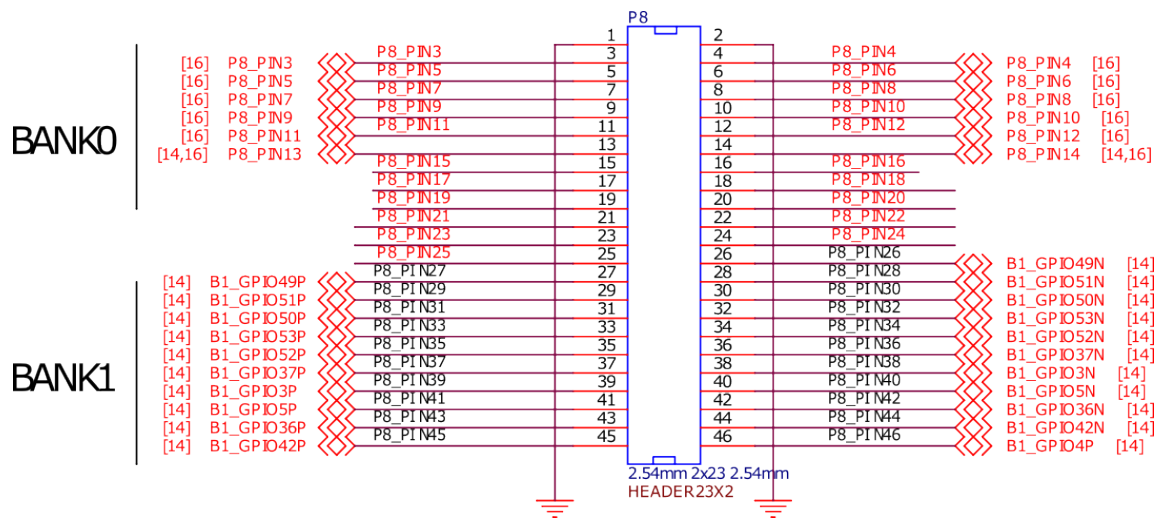 P8
1 2
[16] P8_PIN3 P8_PIN3 3 4 P8_PIN4 P8_PIN4 [16]
[16] P8_PIN5 P8_PIN5 5 6 P8_PIN6 P8_PIN6 [16]
[16] P8_PIN7 P8_PIN7 7 8 P8_PIN8 P8_PIN8 [16]
[16] P8_PIN9 P8_PIN9 9 10 P8_PIN10 P8_PIN10 [16]
[16] P8_PIN11 P8_PIN11 11 12 P8_PIN12 P8_PIN12 [16]
BANK0
[14,16] P8_PIN13 13 14 P8_PIN14 [14,16]
P8_PIN15 15 16 P8_PIN16
P8_PIN17 17 18 P8_PIN18
P8_PIN19 19 20 P8_PIN20
P8_PIN21 21 22 P8_PIN22
P8_PIN23 23 24 P8_PIN24
P8_PIN25 25 26 P8_PIN26 B1_GPIO49N [14]
[14] B1_GPIO49P P8_PIN27 27 28 P8_PIN28 B1_GPIO51N [14]
[14] B1_GPIO51P P8_PIN29 29 30 P8_PIN30 B1_GPIO50N [14]
[14] B1_GPIO50P P8_PIN31 31 32 P8_PIN32 B1_GPIO53N [14]
[14] B1_GPIO53P P8_PIN33 33 34 P8_PIN34 B1_GPIO52N [14]
[14] B1_GPIO52P P8_PIN35 35 36 P8_PIN36 B1_GPIO37N [14]
BANK1
[14] B1_GPIO37P P8_PIN37 37 38 P8_PIN38 B1_GPIO3N [14]
[14] B1_GPIO3P P8_PIN39 39 40 P8_PIN40 B1_GPIO5N [14]
[14] B1_GPIO5P P8_PIN41 41 42 P8_PIN42 B1_GPIO36N [14]
[14] B1_GPIO36P P8_PIN43 43 44 P8_PIN44 B1_GPIO42N [14]
[14] B1_GPIO42P P8_PIN45 45 46 P8_PIN46 B1_GPIO4P [14]
2.54mm 2x23 2.54mm
HEADER23X2